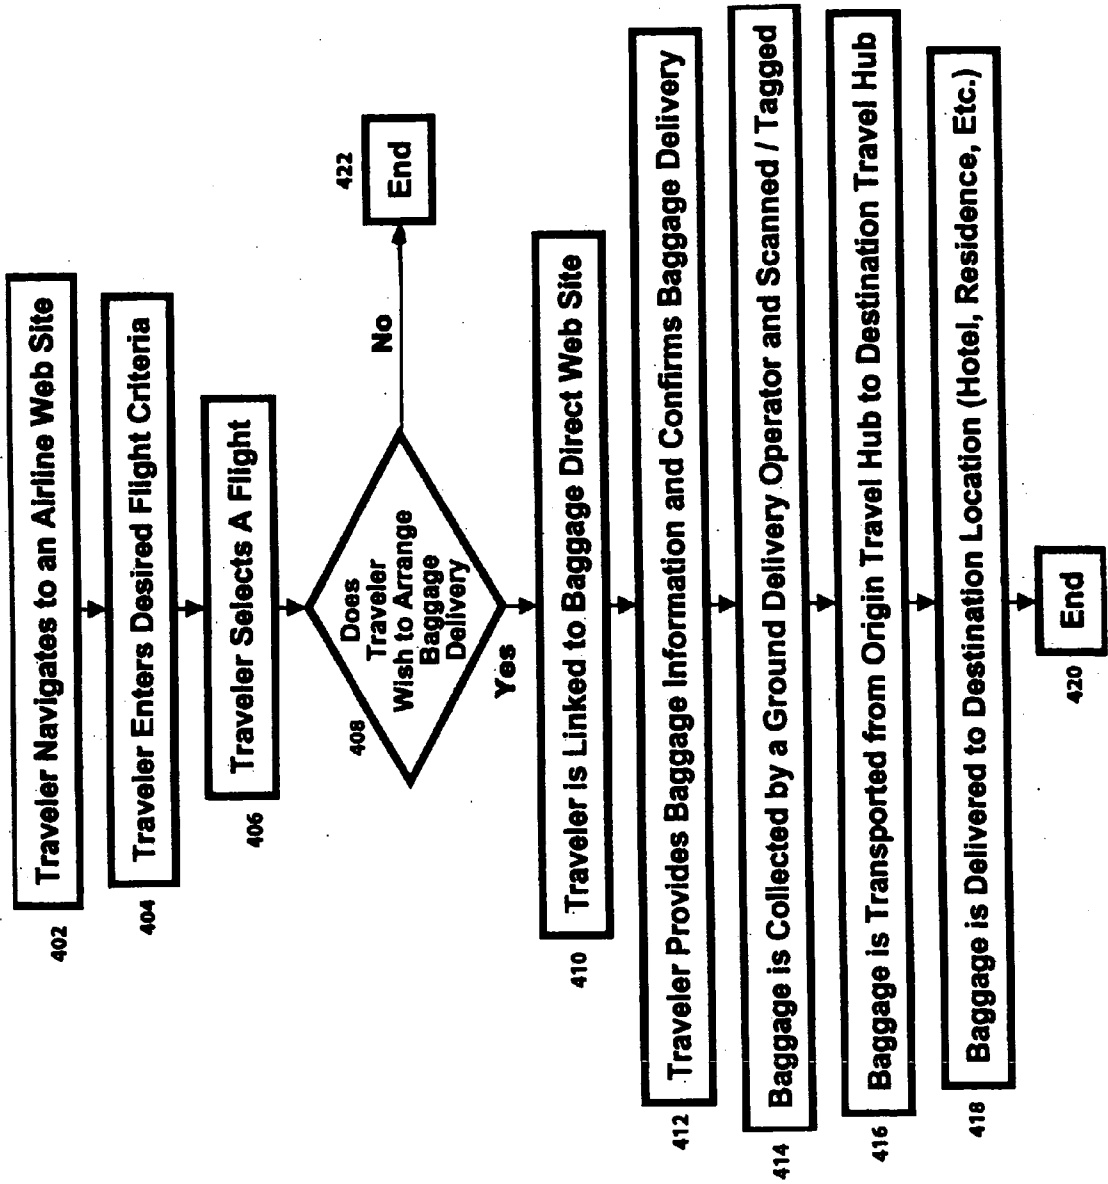 402
Traveler Navigates to an Airline Web Site
404
Traveler Enters Desired Flight Criteria
406
Traveler Selects A Flight
408
Does
Traveler
Wish to Arrange
Baggage
Delivery
No
422
End
Yes
410
Traveler is Linked to Baggage Direct Web Site
412
Traveler Provides Baggage Information and Confirms Baggage Delivery
414
Baggage is Collected by a Ground Delivery Operator and Scanned / Tagged
416
Baggage is Transported from Origin Travel Hub to Destination Travel Hub
418
Baggage is Delivered to Destination Location (Hotel, Residence, Etc.)
420
End